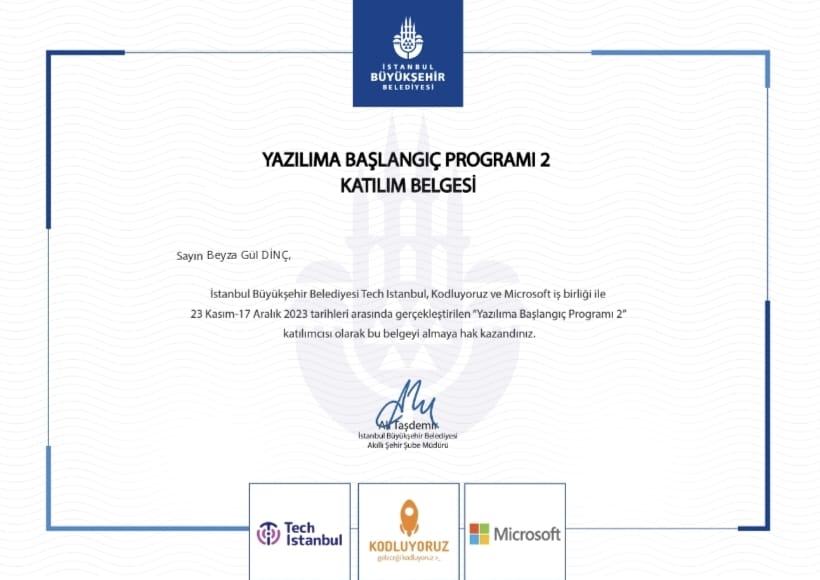 İSTANBUL
BÜYÜKŞEHİR
BELEDİYESİ
YAZILIMA BAŞLANGIÇ PROGRAMI 2
KATILIM BELGESİ
Sayın Beyza Gül DİNÇ,
İstanbul Büyükşehir Belediyesi Tech Istanbul, Kodluyoruz ve Microsoft iş birliği ile
23 Kasım-17 Aralık 2023 tarihleri arasında gerçekleştirilen "Yazılıma Başlangıç Programı 2"
katılımcısı olarak bu belgeyi almaya hak kazandınız.
Ali Taşdemir
İstanbul Büyükşehir Belediyesi
Akıllı Şehir Şube Müdürü
Tech
Istanbul
KODLUYORUZ
geleceği kodluyoruz >_
Microsoft